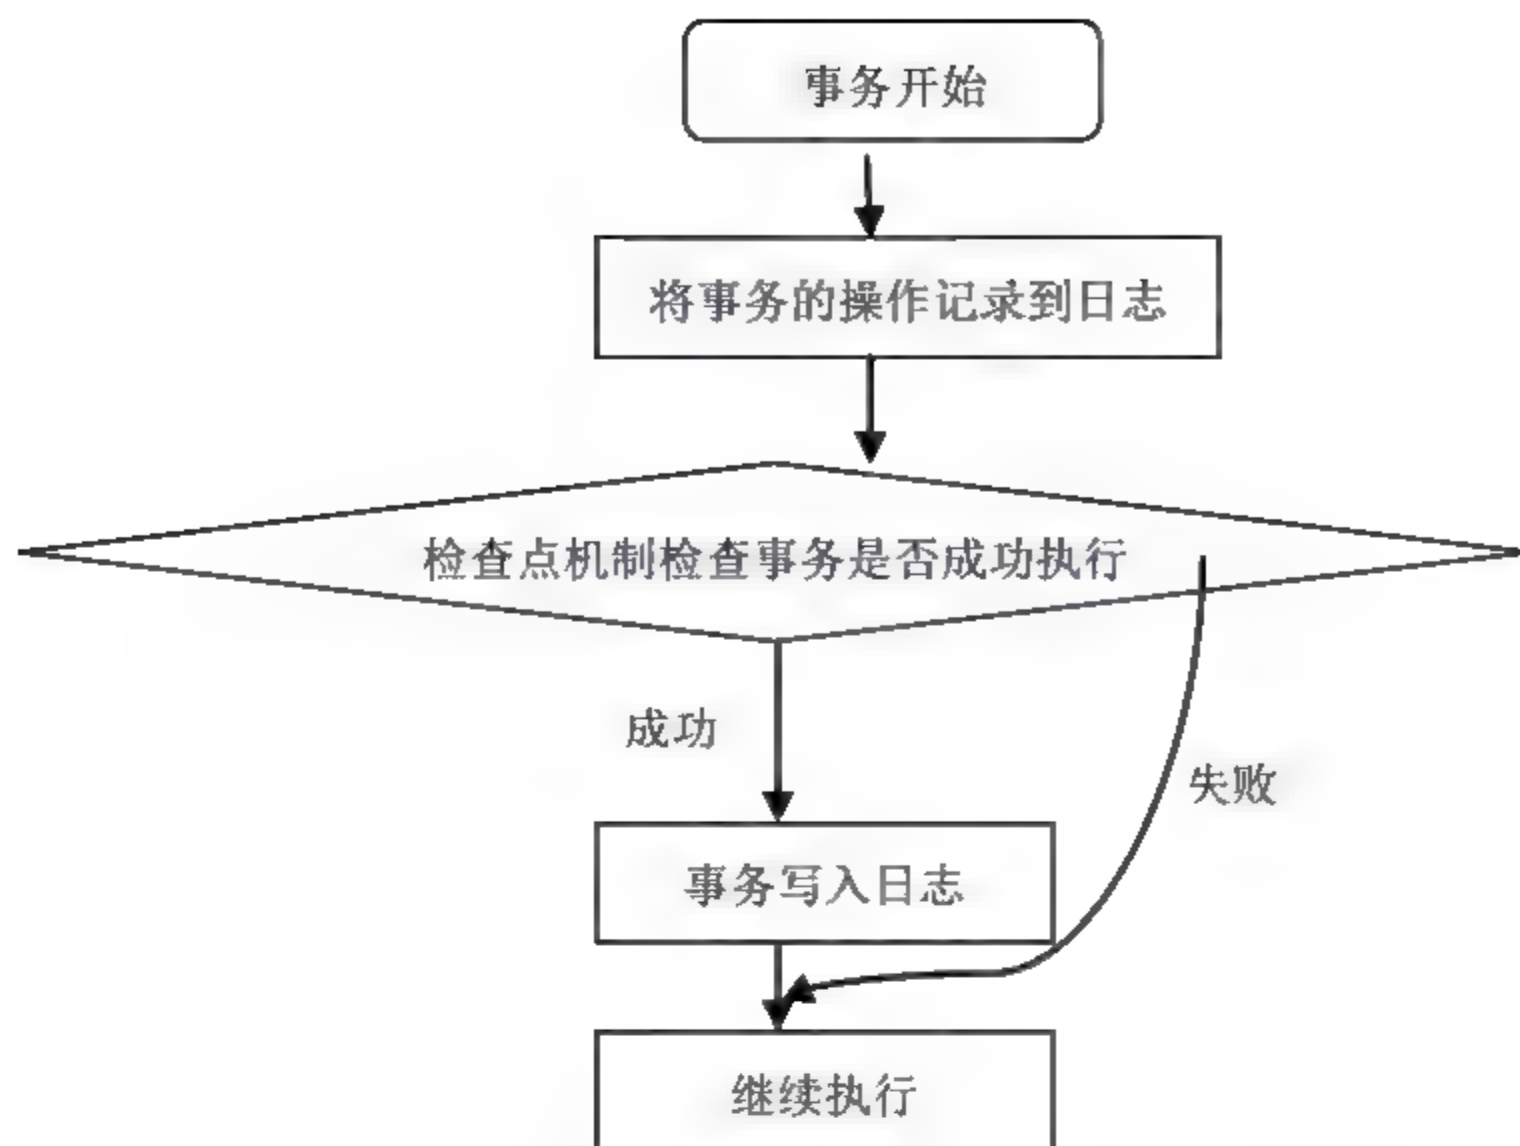 事务开始
将事务的操作记录到日志
检查点机制检查事务是否成功执行
成功
失败
事务写入日志
继续执行